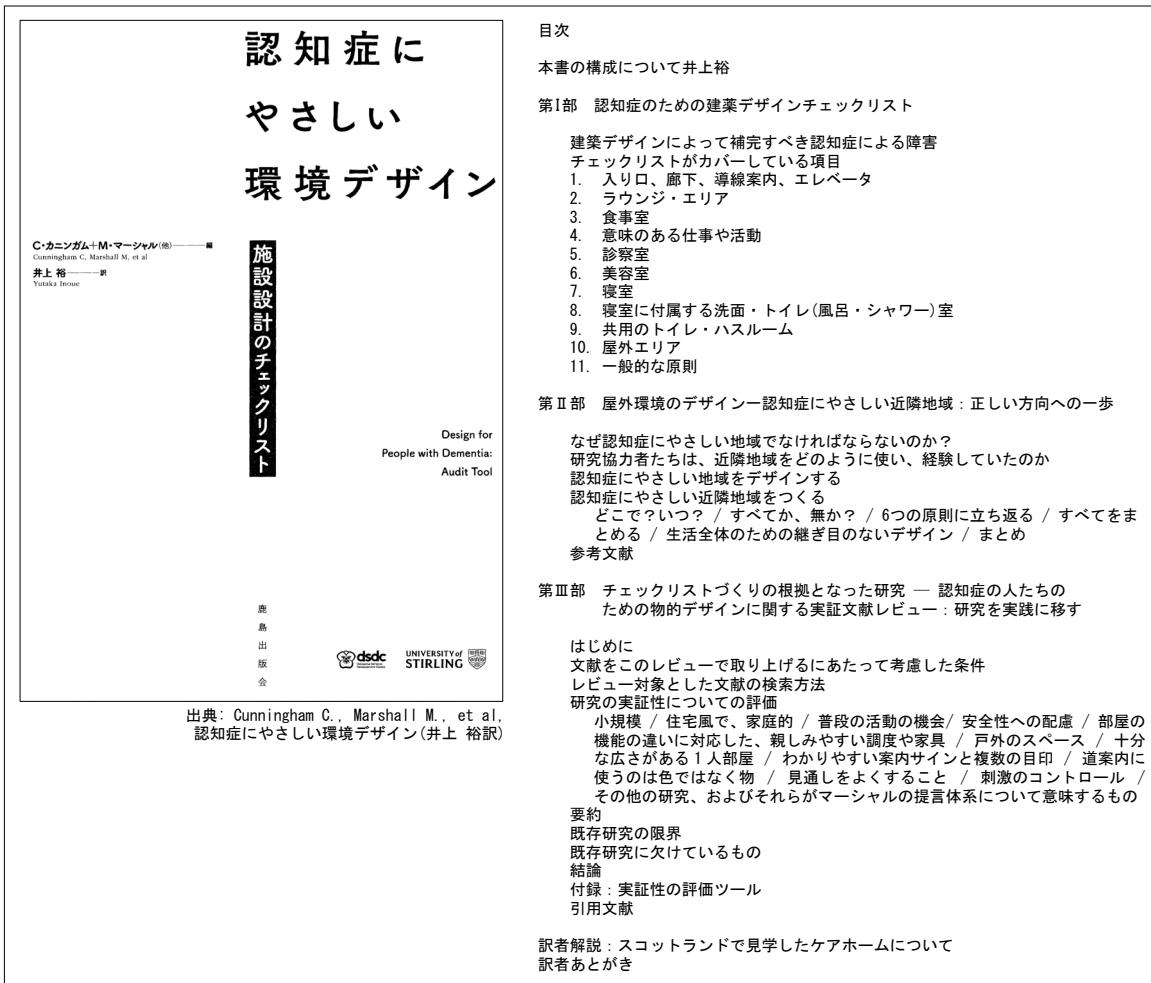 認知症に
やさしい
環境デザイン
C・カニンガム+M・マーシャル(他)――編
Cunningham C, Marshall M, et al
井上 裕――訳
Yutaka Inoue
施設設計のチェックリスト
Design for
People with Dementia:
Audit Tool
鹿島出版会
dsdc
UNIVERSITY of
STIRLING
出典: Cunningham C., Marshall M., et al,
認知症にやさしい環境デザイン(井上 裕訳)
目次
本書の構成について井上裕
第Ⅰ部 認知症のための建薬デザインチェックリスト
建築デザインによって補完すべき認知症による障害
チェックリストがカバーしている項目
1. 入り口、廊下、導線案内、エレベータ
2. ラウンジ・エリア
3. 食事室
4. 意味のある仕事や活動
5. 診察室
6. 美容室
7. 寝室
8. 寝室に付属する洗面・トイレ(風呂・シャワー)室
9. 共用のトイレ・ハスルーム
10. 屋外エリア
11. 一般的な原則
第Ⅱ部 屋外環境のデザインー認知症にやさしい近隣地域：正しい方向への一歩
なぜ認知症にやさしい地域でなければならないのか？
研究協力者たちは、近隣地域をどのように使い、経験していたのか
認知症にやさしい地域をデザインする
認知症にやさしい近隣地域をつくる
どこで？いつ？ / すべてか、無か？ / 6つの原則に立ち返る / すべてをま
とめる / 生活全体のための継ぎ目のないデザイン / まとめ
参考文献
第Ⅲ部 チェックリストづくりの根拠となった研究 ― 認知症の人たちの
ための物的デザインに関する実証文献レビュー：研究を実践に移す
はじめに
文献をこのレビューで取り上げるにあたって考慮した条件
レビュー対象とした文献の検索方法
研究の実証性についての評価
小規模 / 住宅風で、家庭的 / 普段の活動の機会/ 安全性への配慮 / 部屋の
機能の違いに対応した、親しみやすい調度や家具 / 戸外のスペース / 十分
な広さがある１人部屋 / わかりやすい案内サインと複数の目印 / 道案内に
使うのは色ではなく物 / 見通しをよくすること / 刺激のコントロール /
その他の研究、およびそれらがマーシャルの提言体系について意味するもの
要約
既存研究の限界
既存研究に欠けているもの
結論
付録：実証性の評価ツール
引用文献
訳者解説：スコットランドで見学したケアホームについて
訳者あとがき